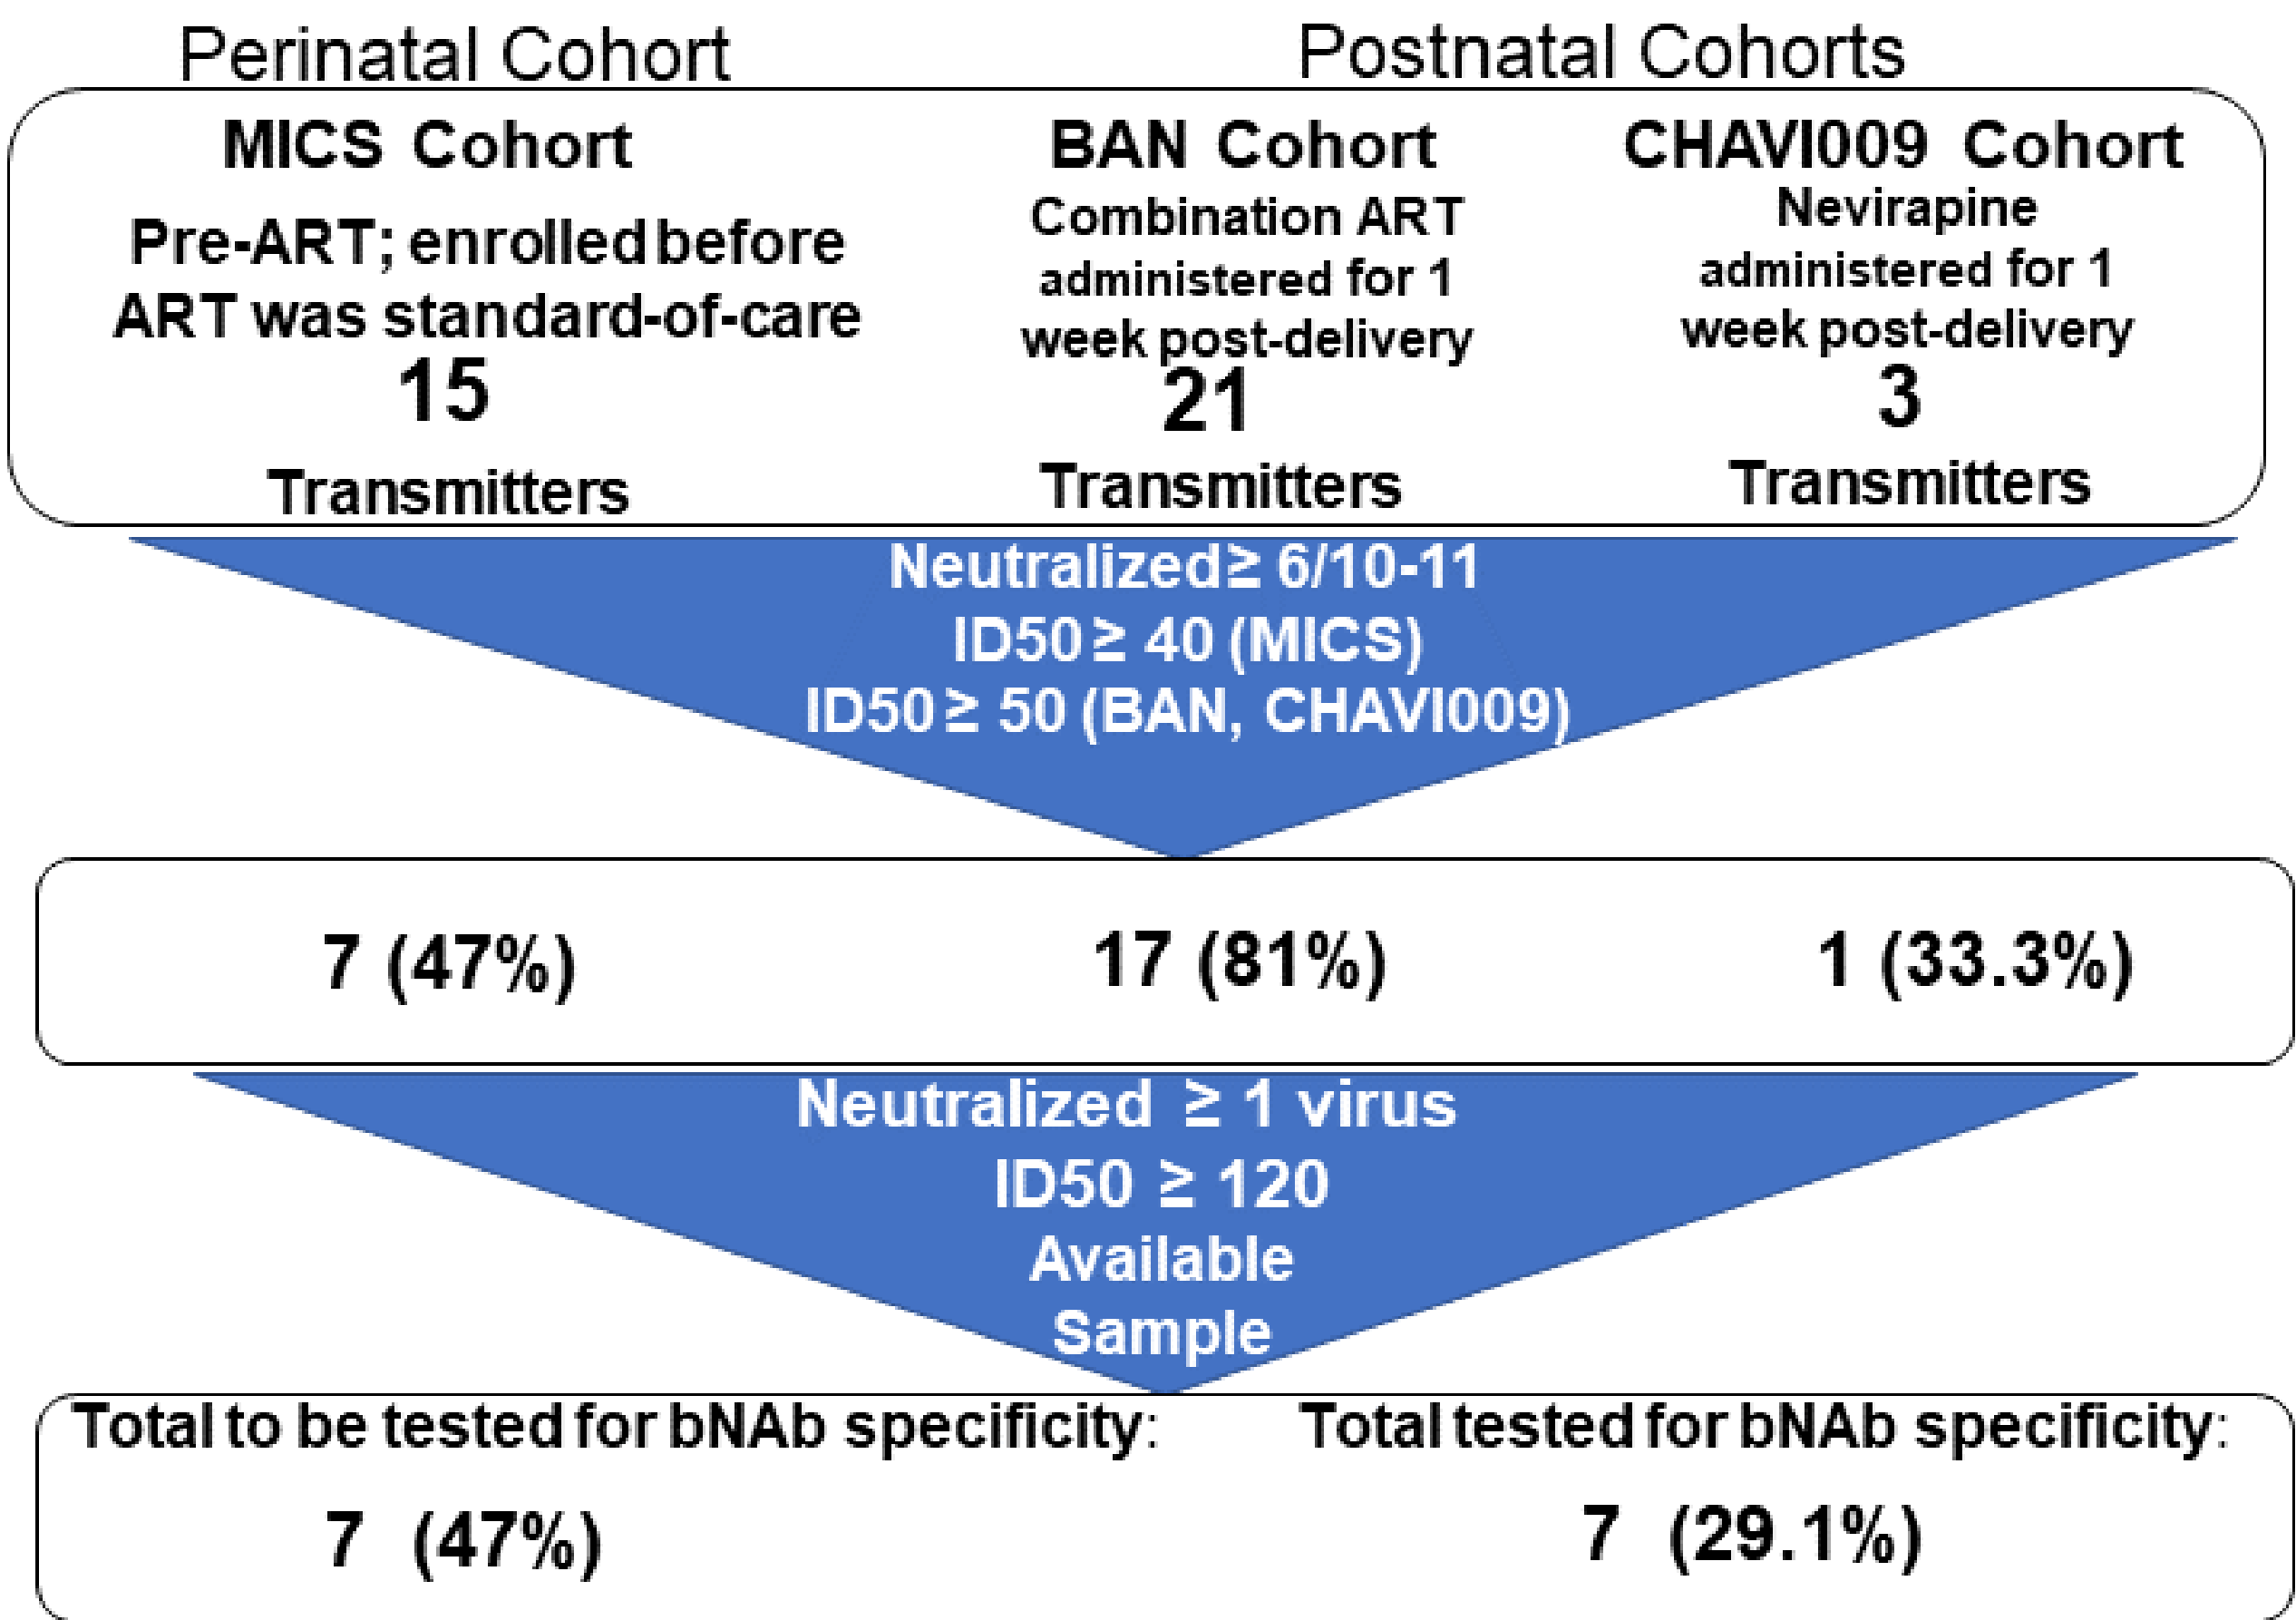 Perinatal Cohort
Postnatal Cohorts
MICS Cohort
Pre-ART; enrolled before
ART was standard-of-care
15
Transmitters
BAN Cohort
Combination ART
administered for 1
week post-delivery
21
Transmitters
CHAVI009 Cohort
Nevirapine
administered for 1
week post-delivery
3
Transmitters
Neutralized ≥ 6/10-11
ID50 ≥ 40 (MICS)
ID50 ≥ 50 (BAN, CHAVI009)
7 (47%)
17 (81%)
1 (33.3%)
Neutralized ≥ 1 virus
ID50 ≥ 120
Available
Sample
Total to be tested for bNAb specificity:
7 (47%)
Total tested for bNAb specificity:
7 (29.1%)